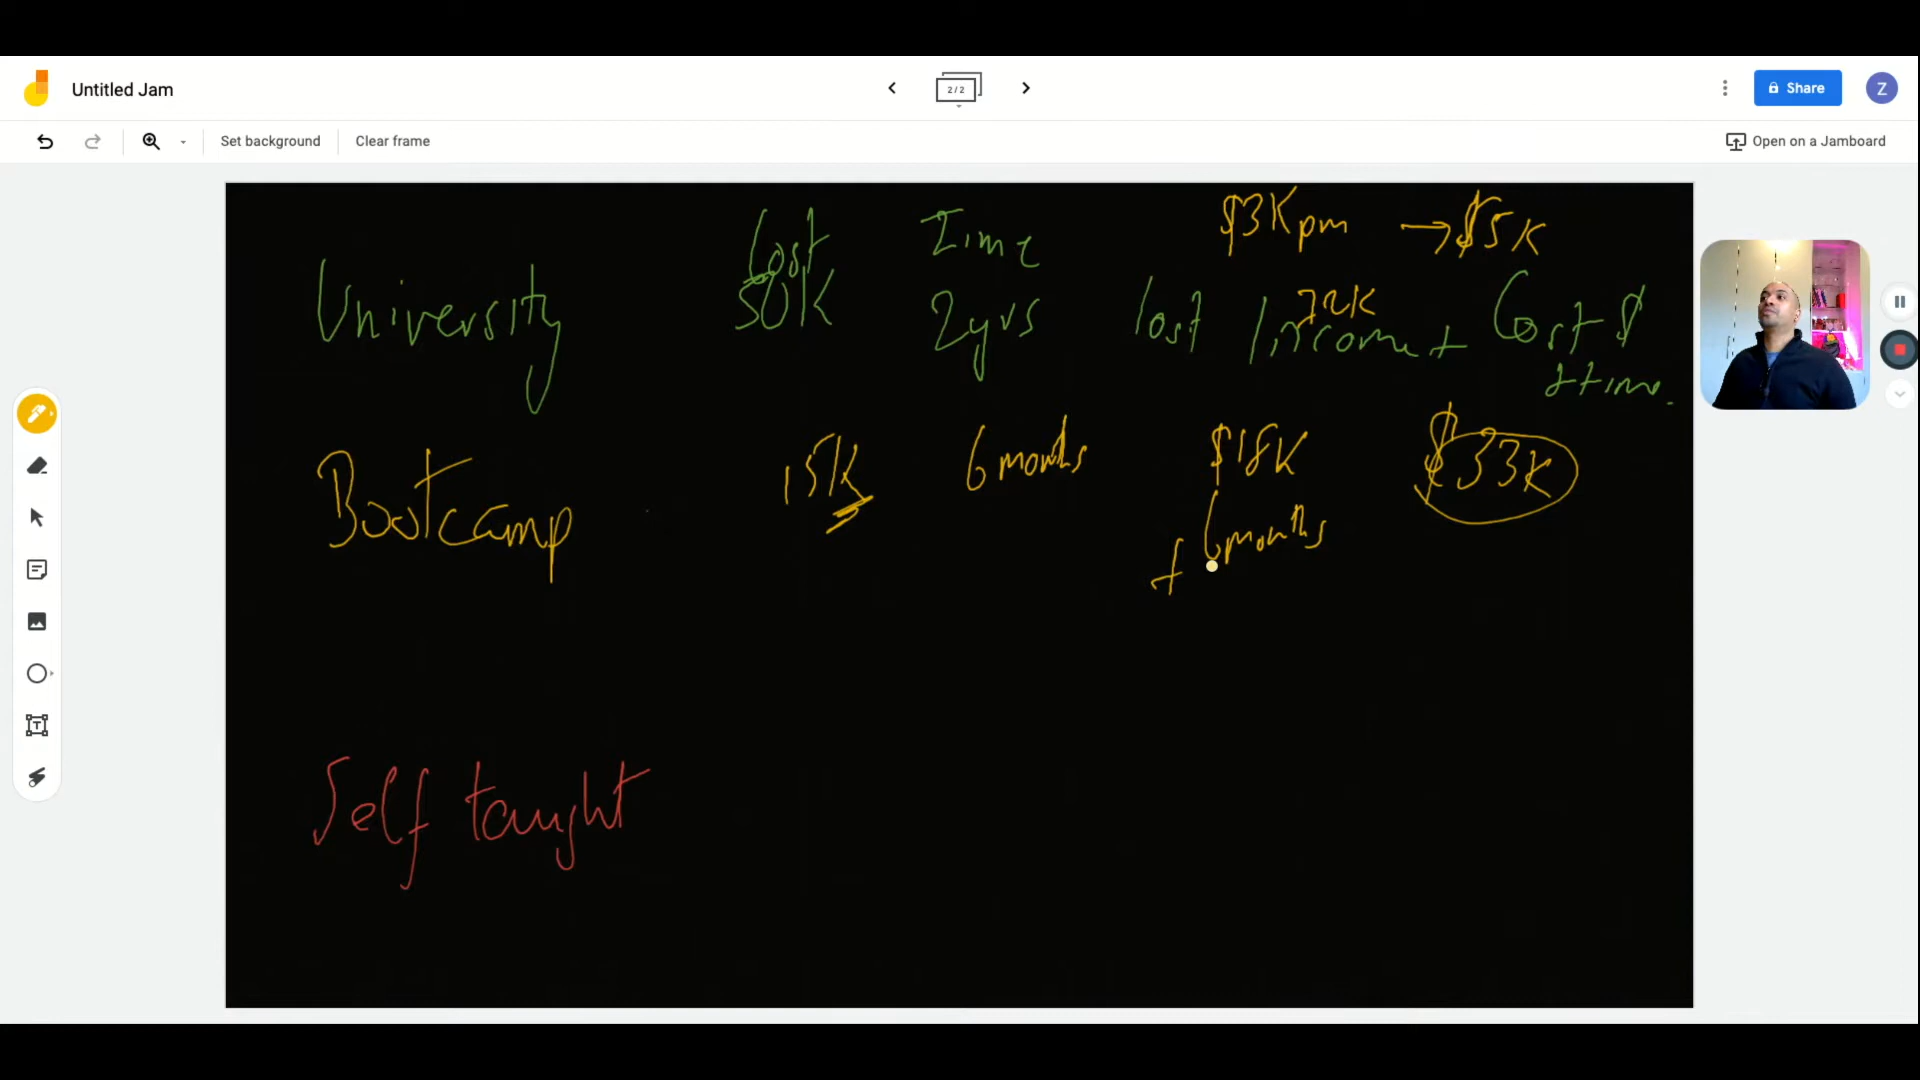 Untitled Jam
2/2
Share
Z
Set background
Clear frame
Open on a Jamboard
$3K pm → $5K
Cost Time
University 50K 2yrs lost Income + Cost $
72K
+ time.
Bootcamp 15K 6 months $18K $33K
+ 6 months
Self taught